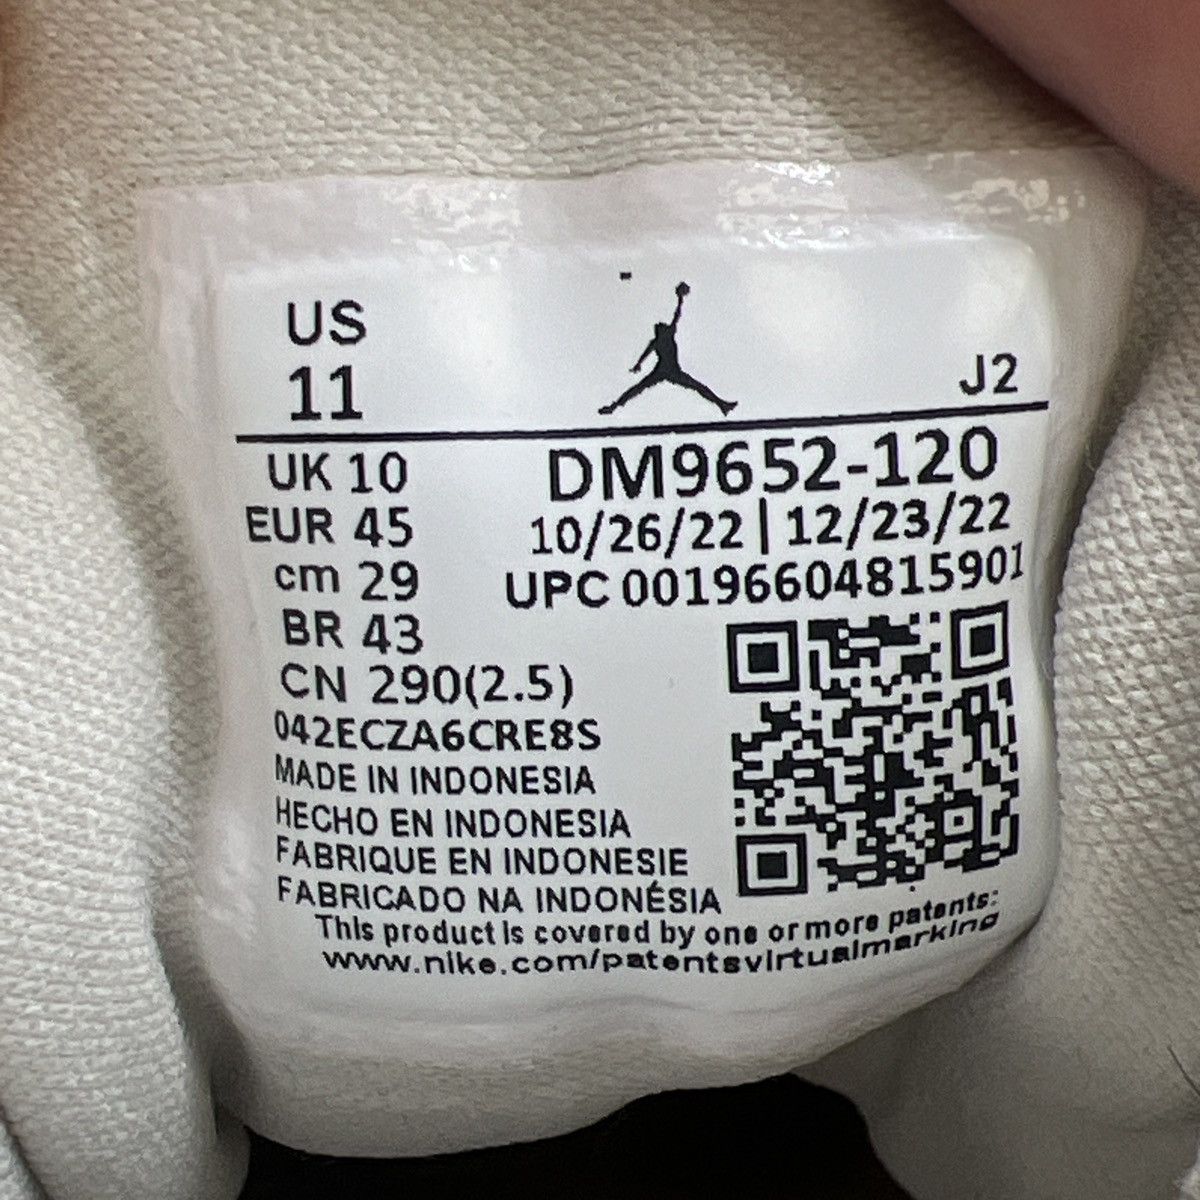 US
11
J2
UK 10
EUR 45
cm 29
BR 43
CN 290(2.5)
DM9652-120
10/26/22 | 12/23/22
UPC 00196604815901
042ECZA6CRE8S
MADE IN INDONESIA
HECHO EN INDONESIA
FABRIQUE EN INDONESIE
FABRICADO NA INDONÉSIA
This product is covered by one or more patents:
www.nike.com/patentsvirtualmarking